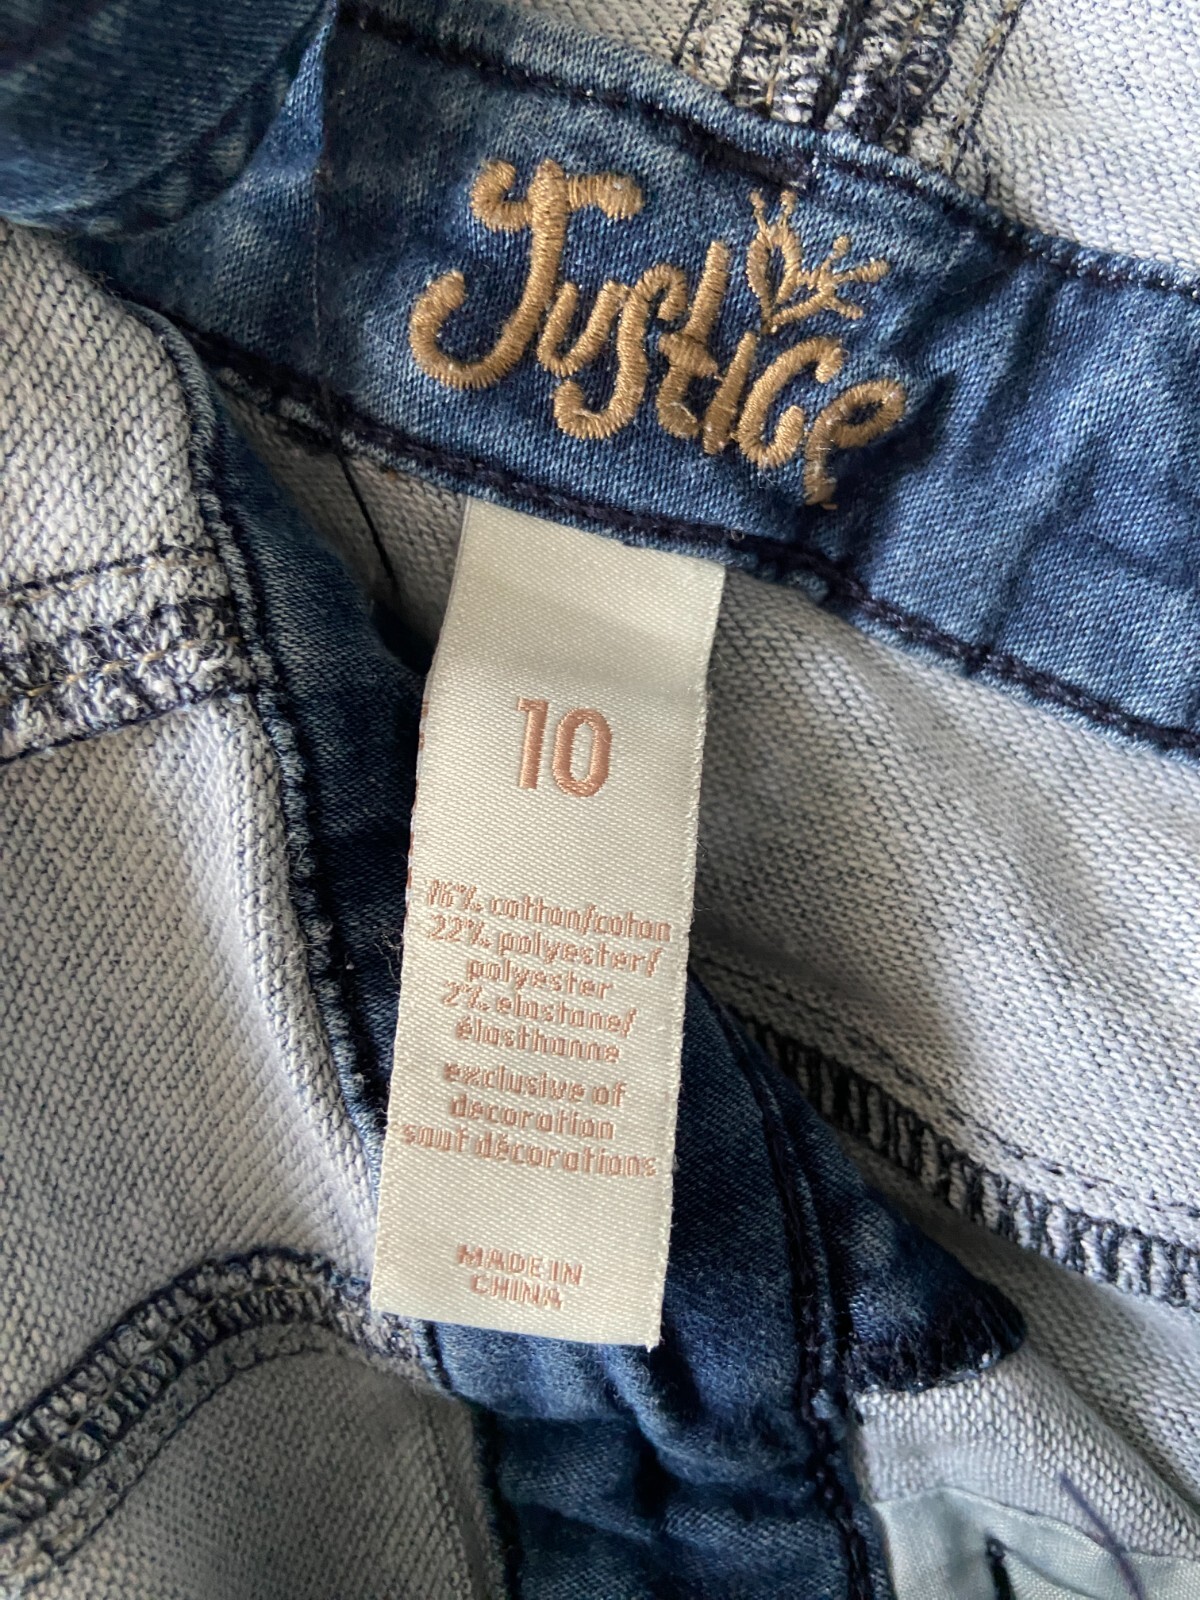 Justice
10
76% cotton/coton
22% polyester/
polyester
2% elastane/
élasthanne
exclusive of
decoration
sauf décorations
MADE IN
CHINA